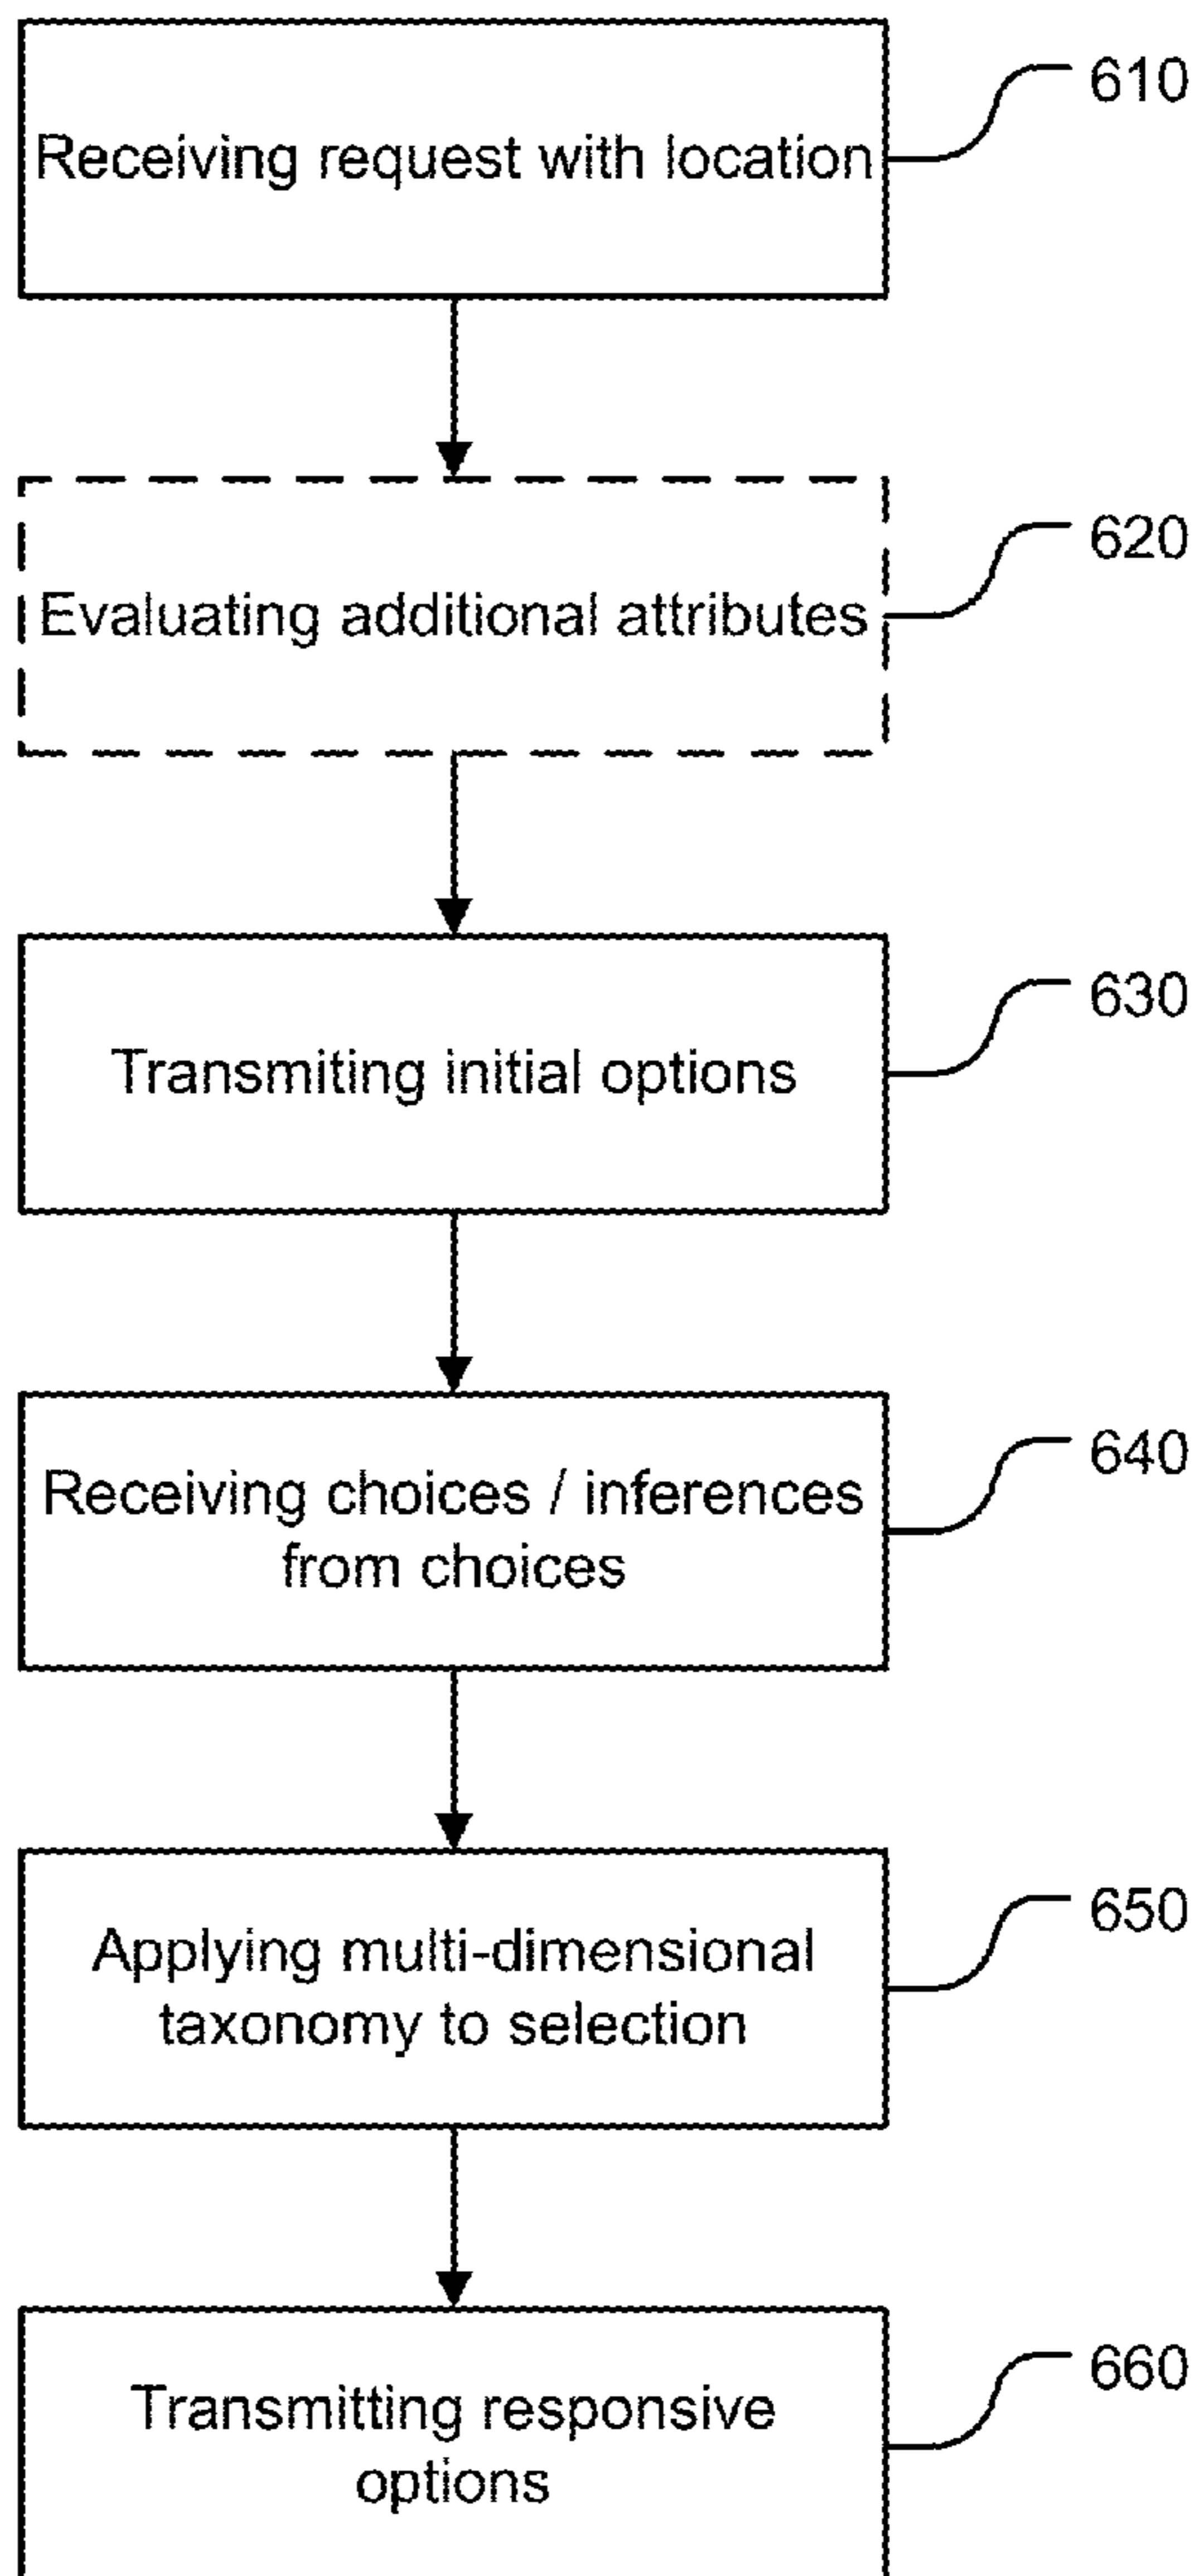 Receiving request with location
610
Evaluating additional attributes
620
Transmiting initial options
630
Receiving choices / inferences
from choices
640
Applying multi-dimensional
taxonomy to selection
650
Transmitting responsive
options
660